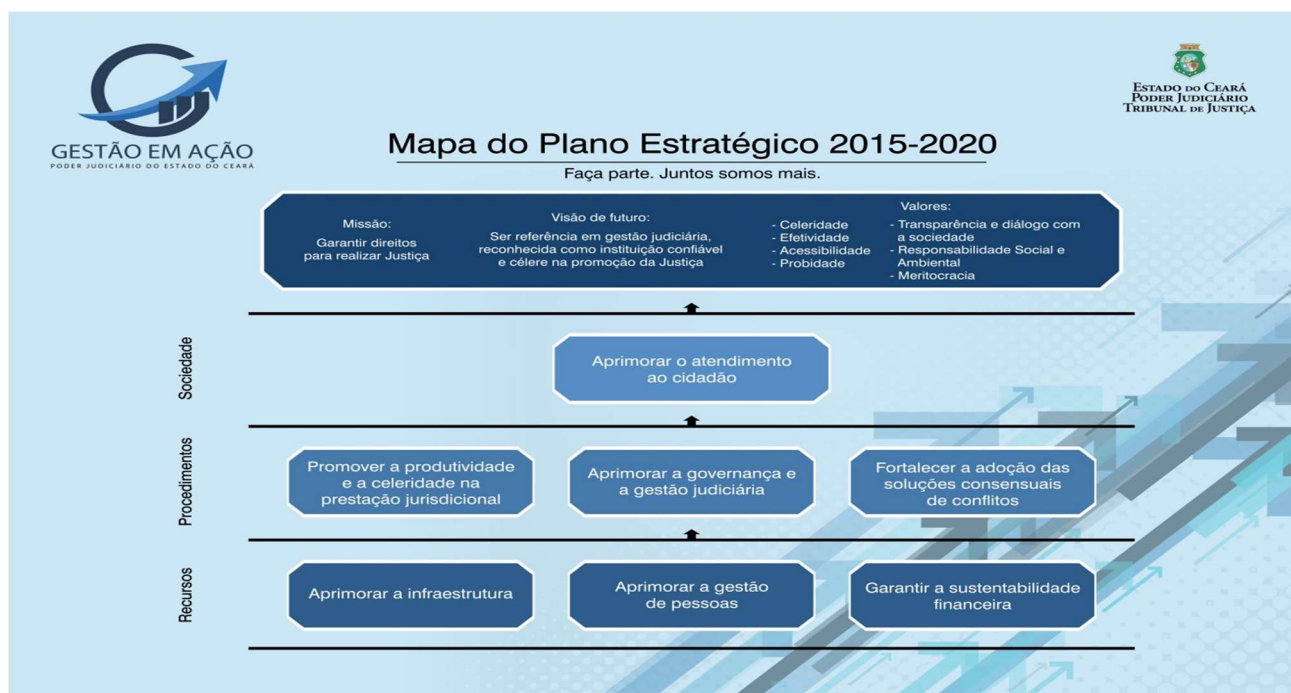 GESTÃO EM AÇÃO
PODER JUDICIÁRIO DO ESTADO DO CEARÁ
ESTADO DO CEARÁ
PODER JUDICIÁRIO
TRIBUNAL DE JUSTIÇA
Mapa do Plano Estratégico 2015-2020
Faça parte. Juntos somos mais.
Missão:
Garantir direitos
para realizar Justiça
Visão de futuro:
Ser referência em gestão judiciária,
reconhecida como instituição confiável
e célere na promoção da Justiça
Valores:
- Celeridade
- Efetividade
- Acessibilidade
- Probidade
- Transparência e diálogo com
a sociedade
- Responsabilidade Social e
Ambiental
- Meritocracia
Sociedade
Aprimorar o atendimento
ao cidadão
Procedimentos
Promover a produtividade
e a celeridade na
prestação jurisdicional
Aprimorar a governança e
a gestão judiciária
Fortalecer a adoção das
soluções consensuais
de conflitos
Recursos
Aprimorar a infraestrutura
Aprimorar a gestão
de pessoas
Garantir a sustentabilidade
financeira